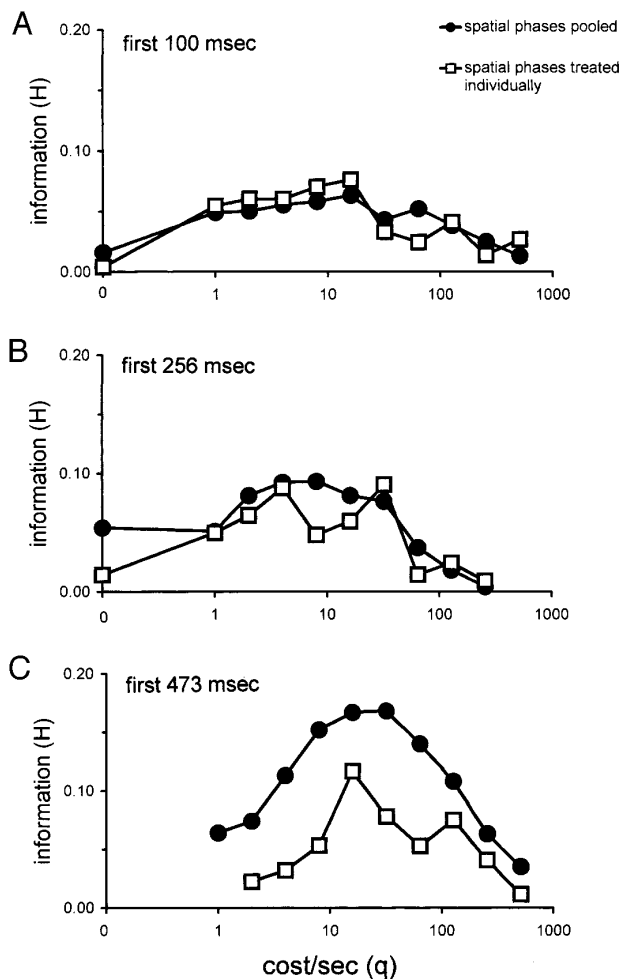 A
0.20
first 100 msec
spatial phases pooled
spatial phases treated
individually
information (H)
0.10
0.00
0
1
10
100
1000
B
0.20
first 256 msec
information (H)
0.10
0.00
0
1
10
100
1000
C
0.20
first 473 msec
information (H)
0.10
0.00
0
1
10
100
1000
cost/sec (q)